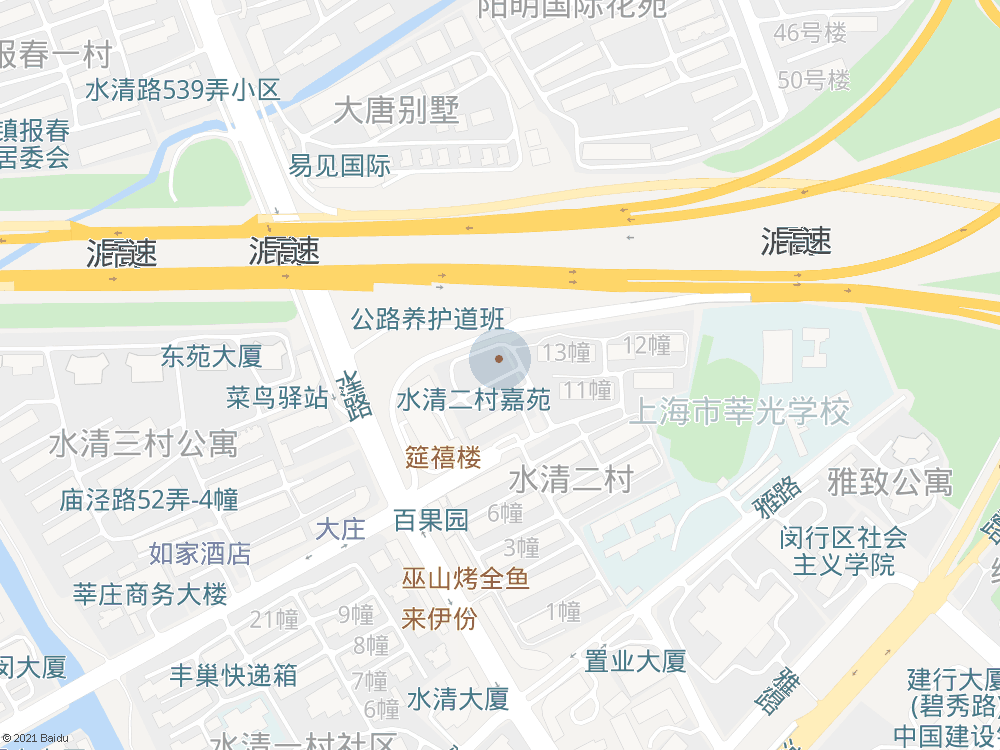 阳明国际花苑
46号楼
报春一村
50号楼
水清路539弄小区
大唐别墅
镇报春
居委会
易见国际
沪高速
沪高速
沪高速
公路养护道班
东苑大厦
13幢
12幢
11幢
水清路
菜鸟驿站
水清二村嘉苑
上海市莘光学校
水清三村公寓
筵禧楼
水清二村
雅致公寓
庙泾路52弄-4幢
雅路
大庄
百果园
6幢
闵行区社会
主义学院
如家酒店
3幢
莘庄商务大楼
巫山烤全鱼
来伊份
21幢
9幢
1幢
8幢
闵大厦
丰巢快递箱
置业大厦
7幢
建行大厦
(碧秀路)
水清大厦
6幢
中国建设
水清一村社区
© 2021 Baidu